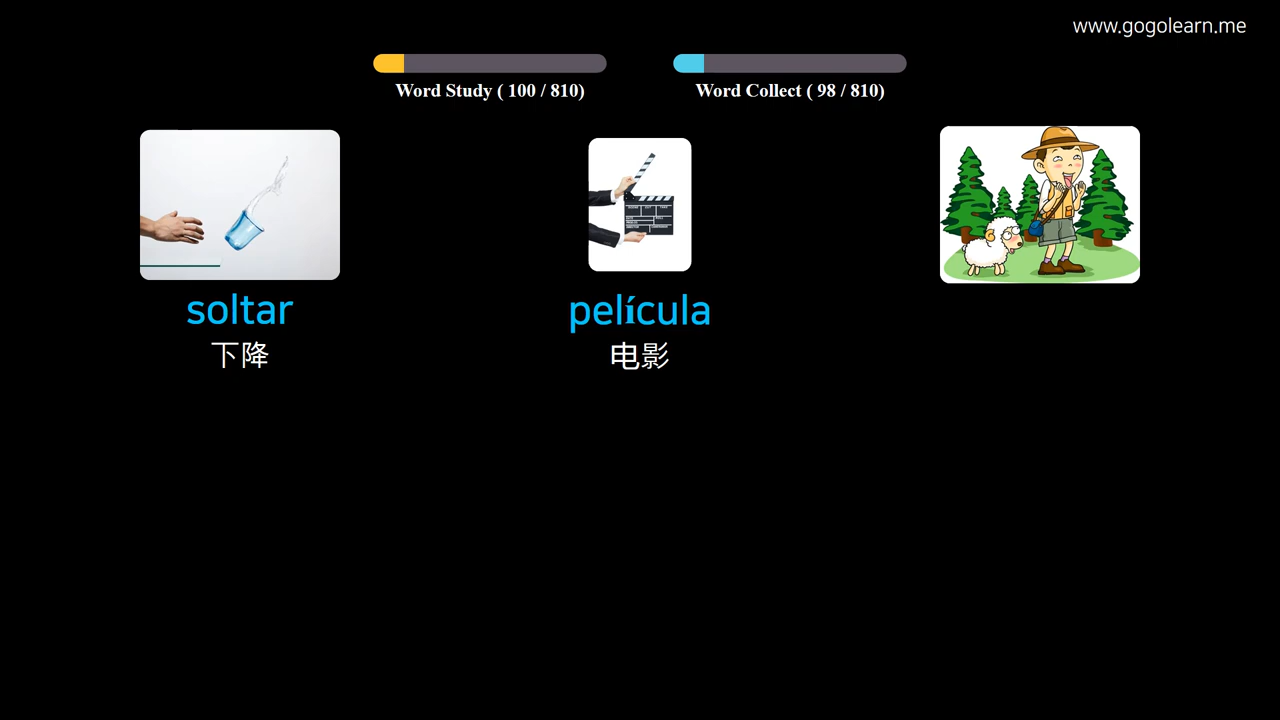 www.gogolearn.me
Word Study ( 100 / 810)
Word Collect ( 98 / 810)
soltar
película
下降
电影